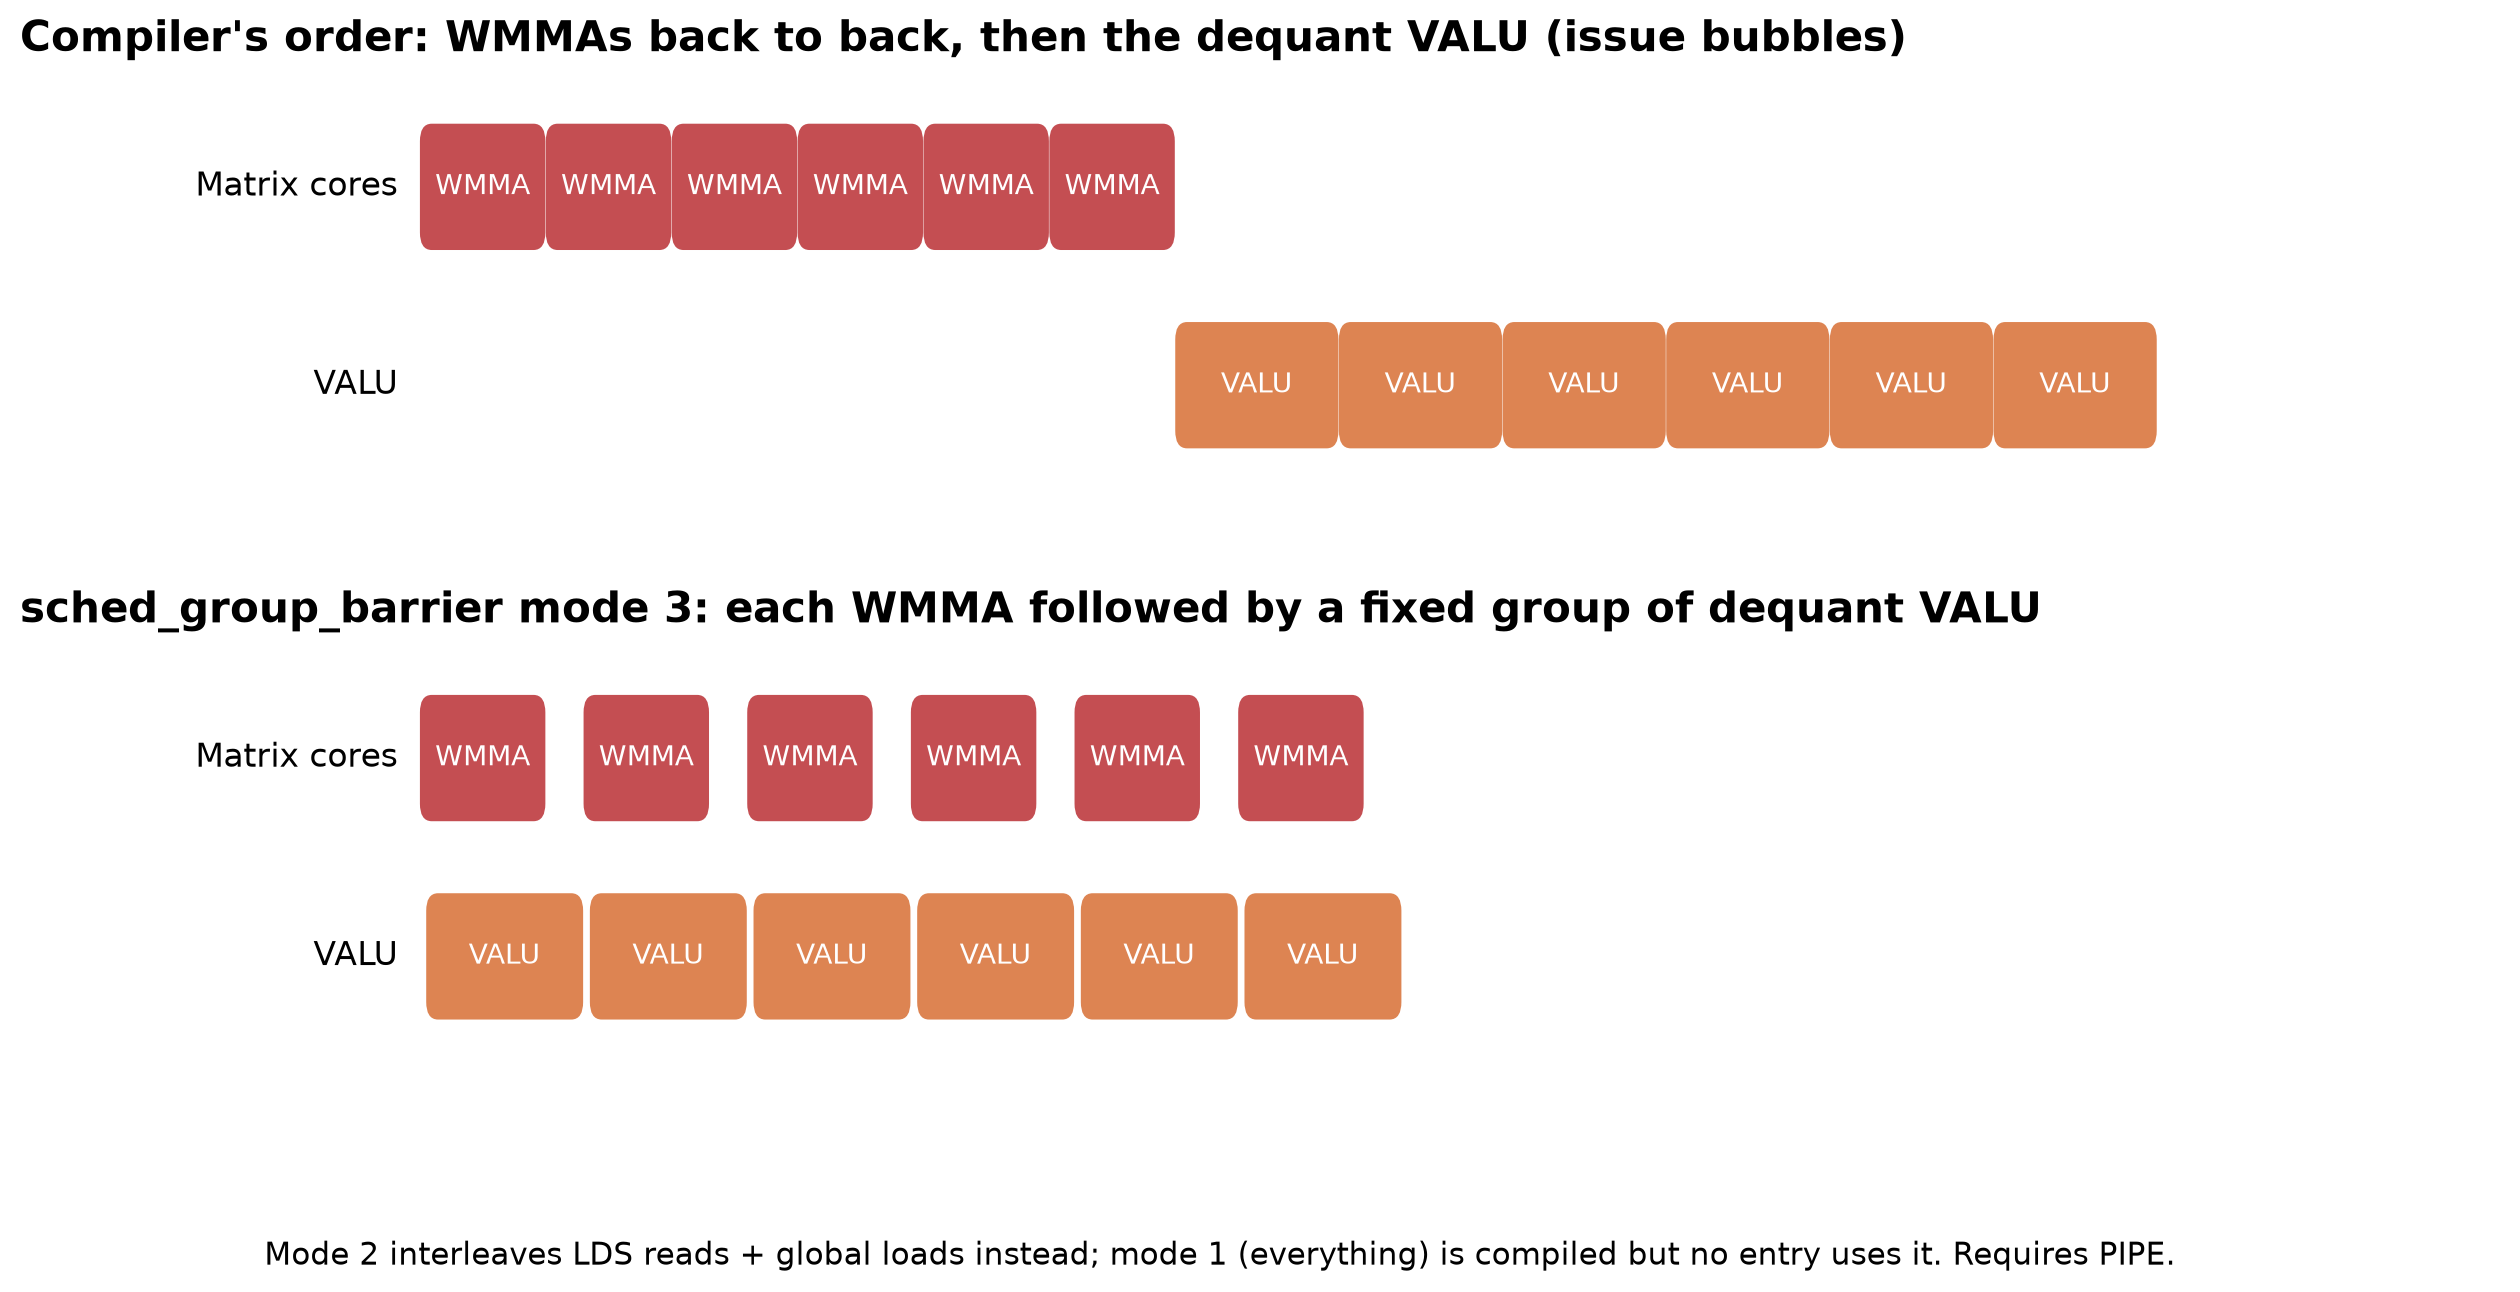 Compiler's order: WMMAs back to back, then the dequant VALU (issue bubbles)
Matrix cores
WMMA WMMA WMMA WMMA WMMA WMMA
VALU
VALU VALU VALU VALU VALU VALU
sched_group_barrier mode 3: each WMMA followed by a fixed group of dequant VALU
Matrix cores
WMMA WMMA WMMA WMMA WMMA WMMA
VALU
VALU VALU VALU VALU VALU VALU
Mode 2 interleaves LDS reads + global loads instead; mode 1 (everything) is compiled but no entry uses it. Requires PIPE.